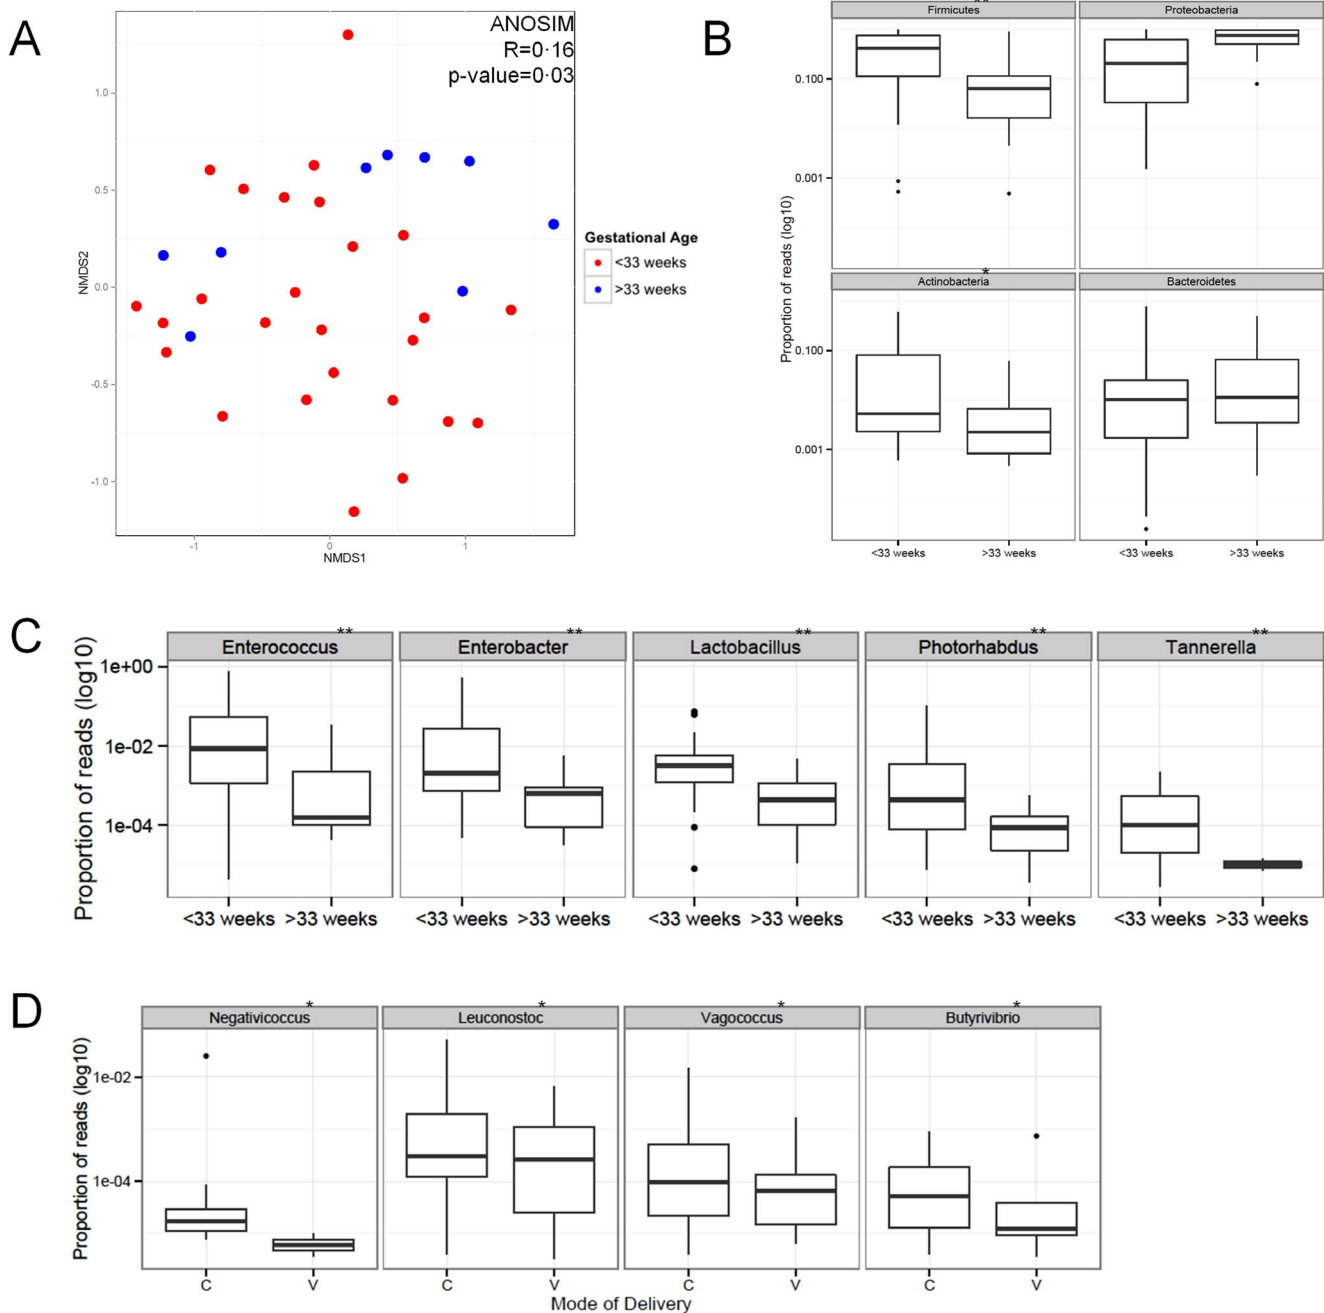 A
ANOSIM
R=0·16
p-value=0·03
1.0
0.5
0.0
-0.5
-1.0
NMDS2
-1
0
1
NMDS1
Gestational Age
<33 weeks
>33 weeks
B
**
Firmicutes
Proteobacteria
0.100
0.001
*
Actinobacteria
Bacteroidetes
0.100
0.001
Proportion of reads (log10)
<33 weeks
>33 weeks
<33 weeks
>33 weeks
C
** ** ** ** **
Enterococcus Enterobacter Lactobacillus Photorhabdus Tannerella
1e+00
1e-02
1e-04
Proportion of reads (log10)
<33 weeks >33 weeks <33 weeks >33 weeks <33 weeks >33 weeks <33 weeks >33 weeks <33 weeks >33 weeks
D
* * * *
Negativicoccus Leuconostoc Vagococcus Butyrivibrio
1e-02
1e-04
Proportion of reads (log10)
C V C V C V C V
Mode of Delivery